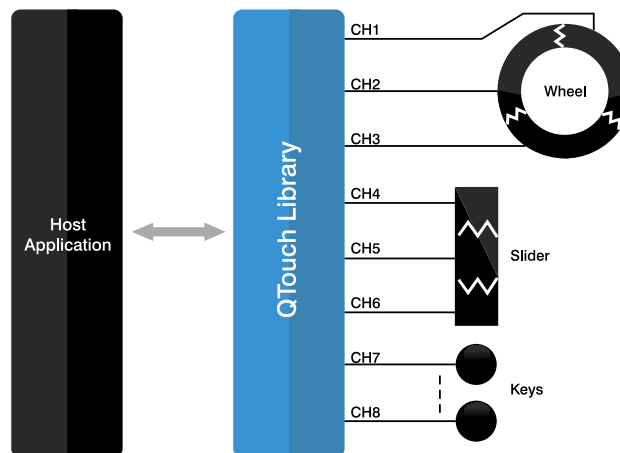 Host
Application
QTouch Library
CH1
CH2
CH3
CH4
CH5
CH6
CH7
CH8
Wheel
Slider
Keys